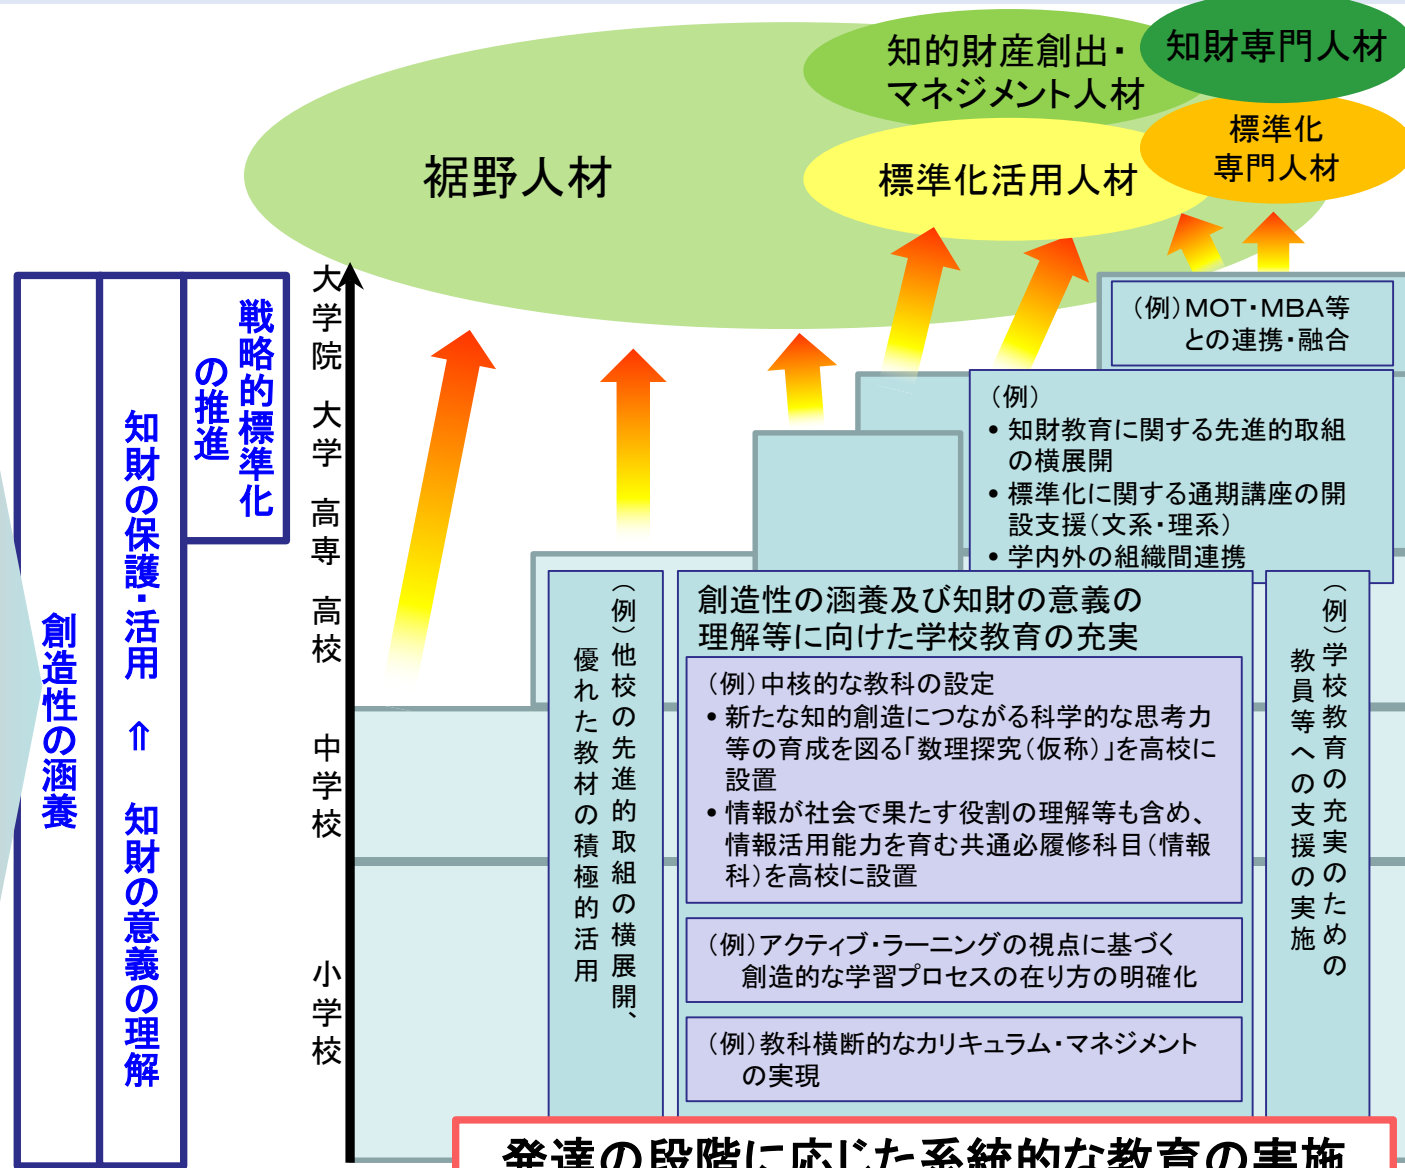 知的財産創出・
マネジメント人材
知財専門人材
裾野人材
標準化活用人材
標準化
専門人材
創造性の涵養
知財の保護・活用　⇑　知財の意義の理解
戦略的標準化
の推進
大学院
大学
高専
高校
中学校
小学校
（例）MOT・MBA等
との連携・融合
（例）
• 知財教育に関する先進的取組
の横展開
• 標準化に関する通期講座の開
設支援（文系・理系）
• 学内外の組織間連携
（例）他校の先進的取組の横展開、
優れた教材の積極的活用
創造性の涵養及び知財の意義の
理解等に向けた学校教育の充実
（例）中核的な教科の設定
• 新たな知的創造につながる科学的な思考力
等の育成を図る「数理探究（仮称）」を高校に
設置
• 情報が社会で果たす役割の理解等も含め、
情報活用能力を育む共通必履修科目（情報
科）を高校に設置
（例）アクティブ・ラーニングの視点に基づく
創造的な学習プロセスの在り方の明確化
（例）教科横断的なカリキュラム・マネジメント
の実現
（例）学校教育の充実のための
教員等への支援の実施
発達の段階に応じた系統的な教育の実施